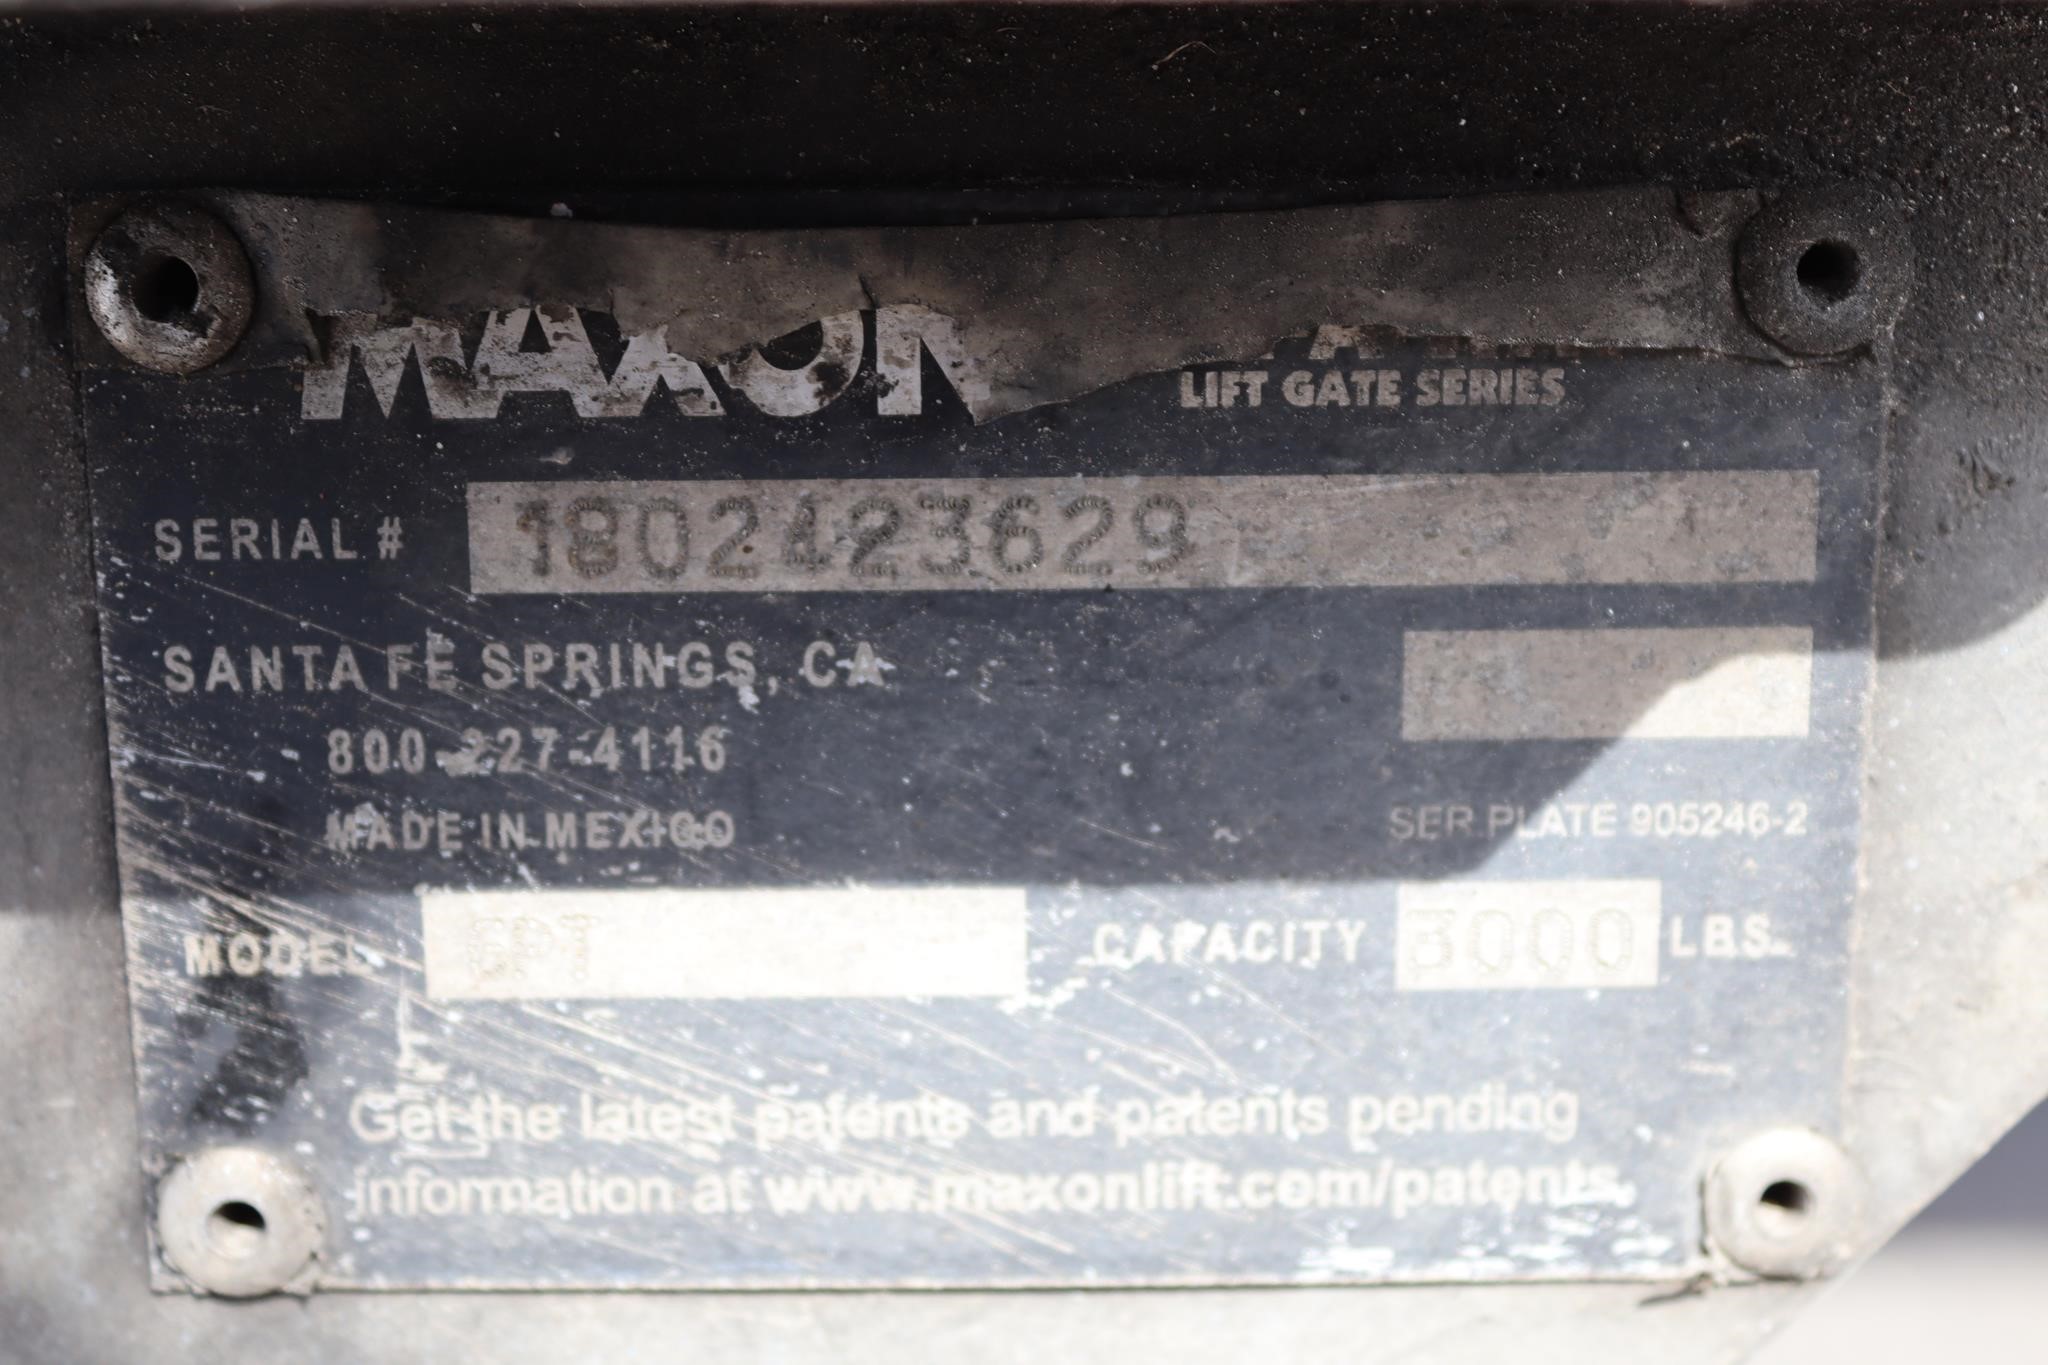 MAXON
LIFT GATE SERIES
SERIAL # 1802423629
SANTA FE SPRINGS, CA
800-227-4116
MADE IN MEXICO
SER PLATE 905246-2
MODEL GPT CAPACITY 3000 LBS.
Get the latest patents and patents pending
information at www.maxonlift.com/patents.